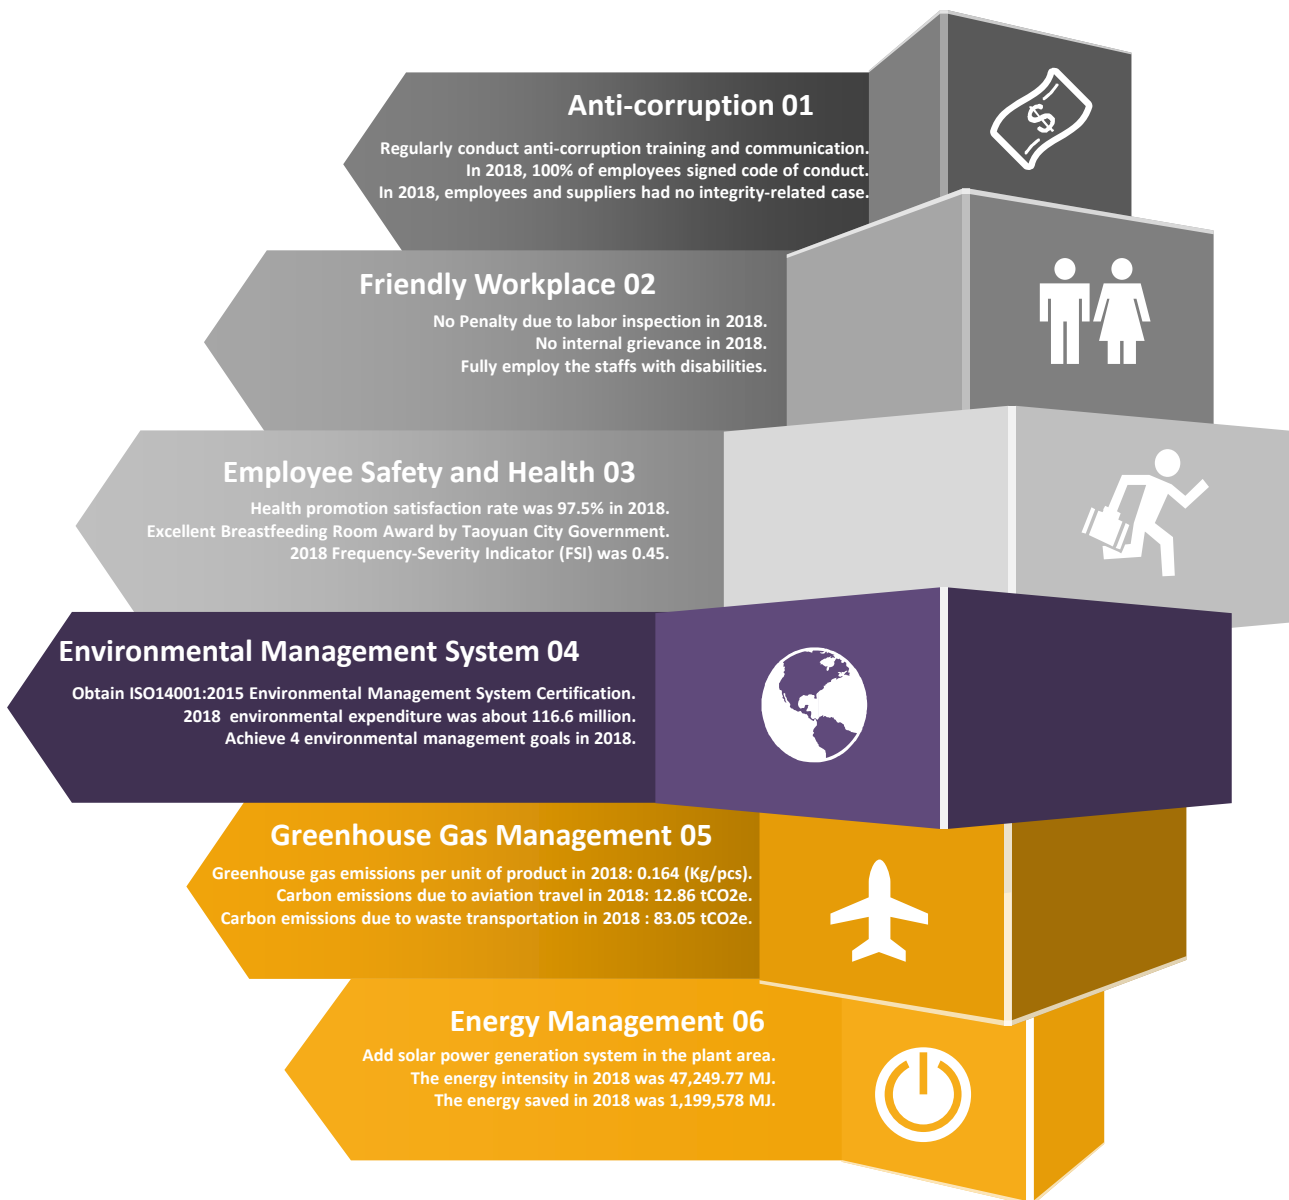 Anti-corruption 01
Regularly conduct anti-corruption training and communication.
In 2018, 100% of employees signed code of conduct.
In 2018, employees and suppliers had no integrity-related case.
$
Friendly Workplace 02
No Penalty due to labor inspection in 2018.
No internal grievance in 2018.
Fully employ the staffs with disabilities.
Employee Safety and Health 03
Health promotion satisfaction rate was 97.5% in 2018.
Excellent Breastfeeding Room Award by Taoyuan City Government.
2018 Frequency-Severity Indicator (FSI) was 0.45.
Environmental Management System 04
Obtain ISO14001:2015 Environmental Management System Certification.
2018  environmental expenditure was about 116.6 million.
Achieve 4 environmental management goals in 2018.
Greenhouse Gas Management 05
Greenhouse gas emissions per unit of product in 2018: 0.164 (Kg/pcs).
Carbon emissions due to aviation travel in 2018: 12.86 tCO2e.
Carbon emissions due to waste transportation in 2018 : 83.05 tCO2e.
Energy Management 06
Add solar power generation system in the plant area.
The energy intensity in 2018 was 47,249.77 MJ.
The energy saved in 2018 was 1,199,578 MJ.